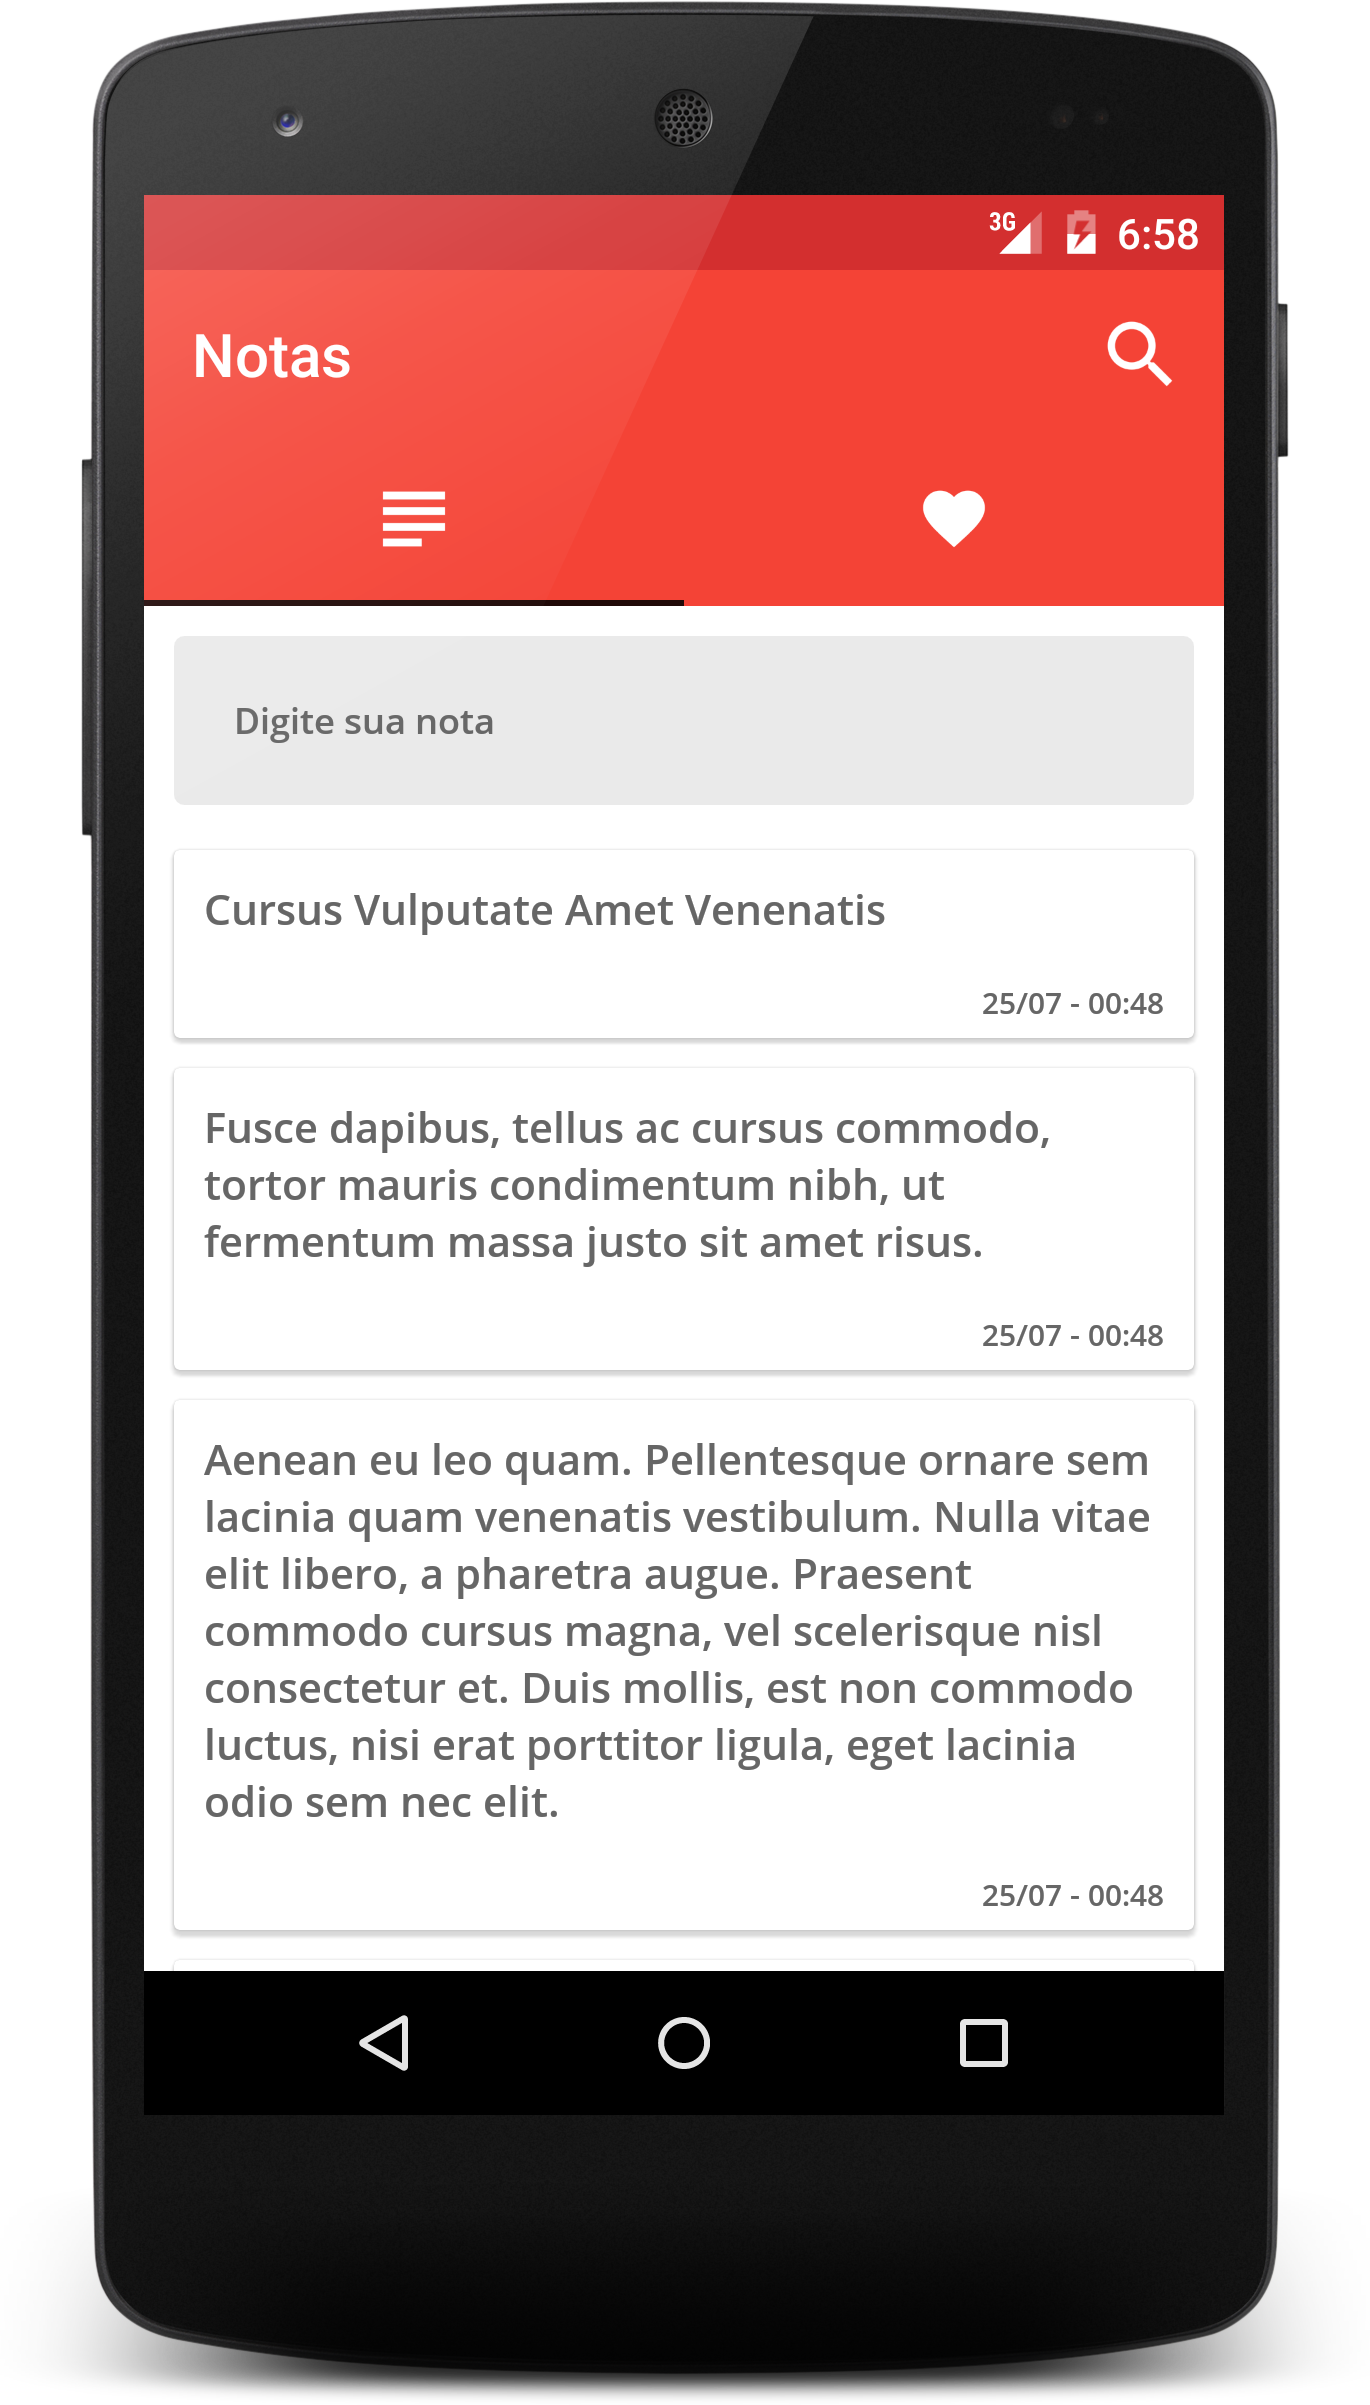 3G 6:58
Notas
Digite sua nota
Cursus Vulputate Amet Venenatis
25/07 - 00:48
Fusce dapibus, tellus ac cursus commodo,
tortor mauris condimentum nibh, ut
fermentum massa justo sit amet risus.
25/07 - 00:48
Aenean eu leo quam. Pellentesque ornare sem
lacinia quam venenatis vestibulum. Nulla vitae
elit libero, a pharetra augue. Praesent
commodo cursus magna, vel scelerisque nisl
consectetur et. Duis mollis, est non commodo
luctus, nisi erat porttitor ligula, eget lacinia
odio sem nec elit.
25/07 - 00:48